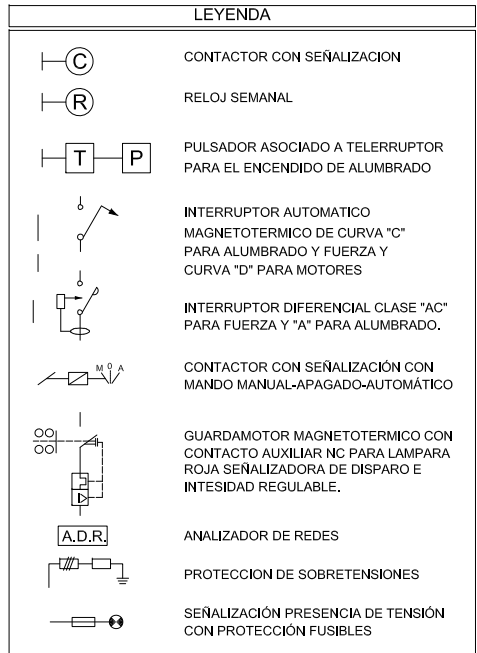 LEYENDA
C CONTACTOR CON SEÑALIZACION
R RELOJ SEMANAL
T P PULSADOR ASOCIADO A TELERRUPTOR
PARA EL ENCENDIDO DE ALUMBRADO
INTERRUPTOR AUTOMATICO
MAGNETOTERMICO DE CURVA "C"
PARA ALUMBRADO Y FUERZA Y
CURVA "D" PARA MOTORES
INTERRUPTOR DIFERENCIAL CLASE "AC"
PARA FUERZA Y "A" PARA ALUMBRADO.
M 0 A CONTACTOR CON SEÑALIZACIÓN CON
MANDO MANUAL-APAGADO-AUTOMÁTICO
GUARDAMOTOR MAGNETOTERMICO CON
CONTACTO AUXILIAR NC PARA LAMPARA
ROJA SEÑALIZADORA DE DISPARO E
INTESIDAD REGULABLE.
A.D.R. ANALIZADOR DE REDES
PROTECCION DE SOBRETENSIONES
SEÑALIZACIÓN PRESENCIA DE TENSIÓN
CON PROTECCIÓN FUSIBLES